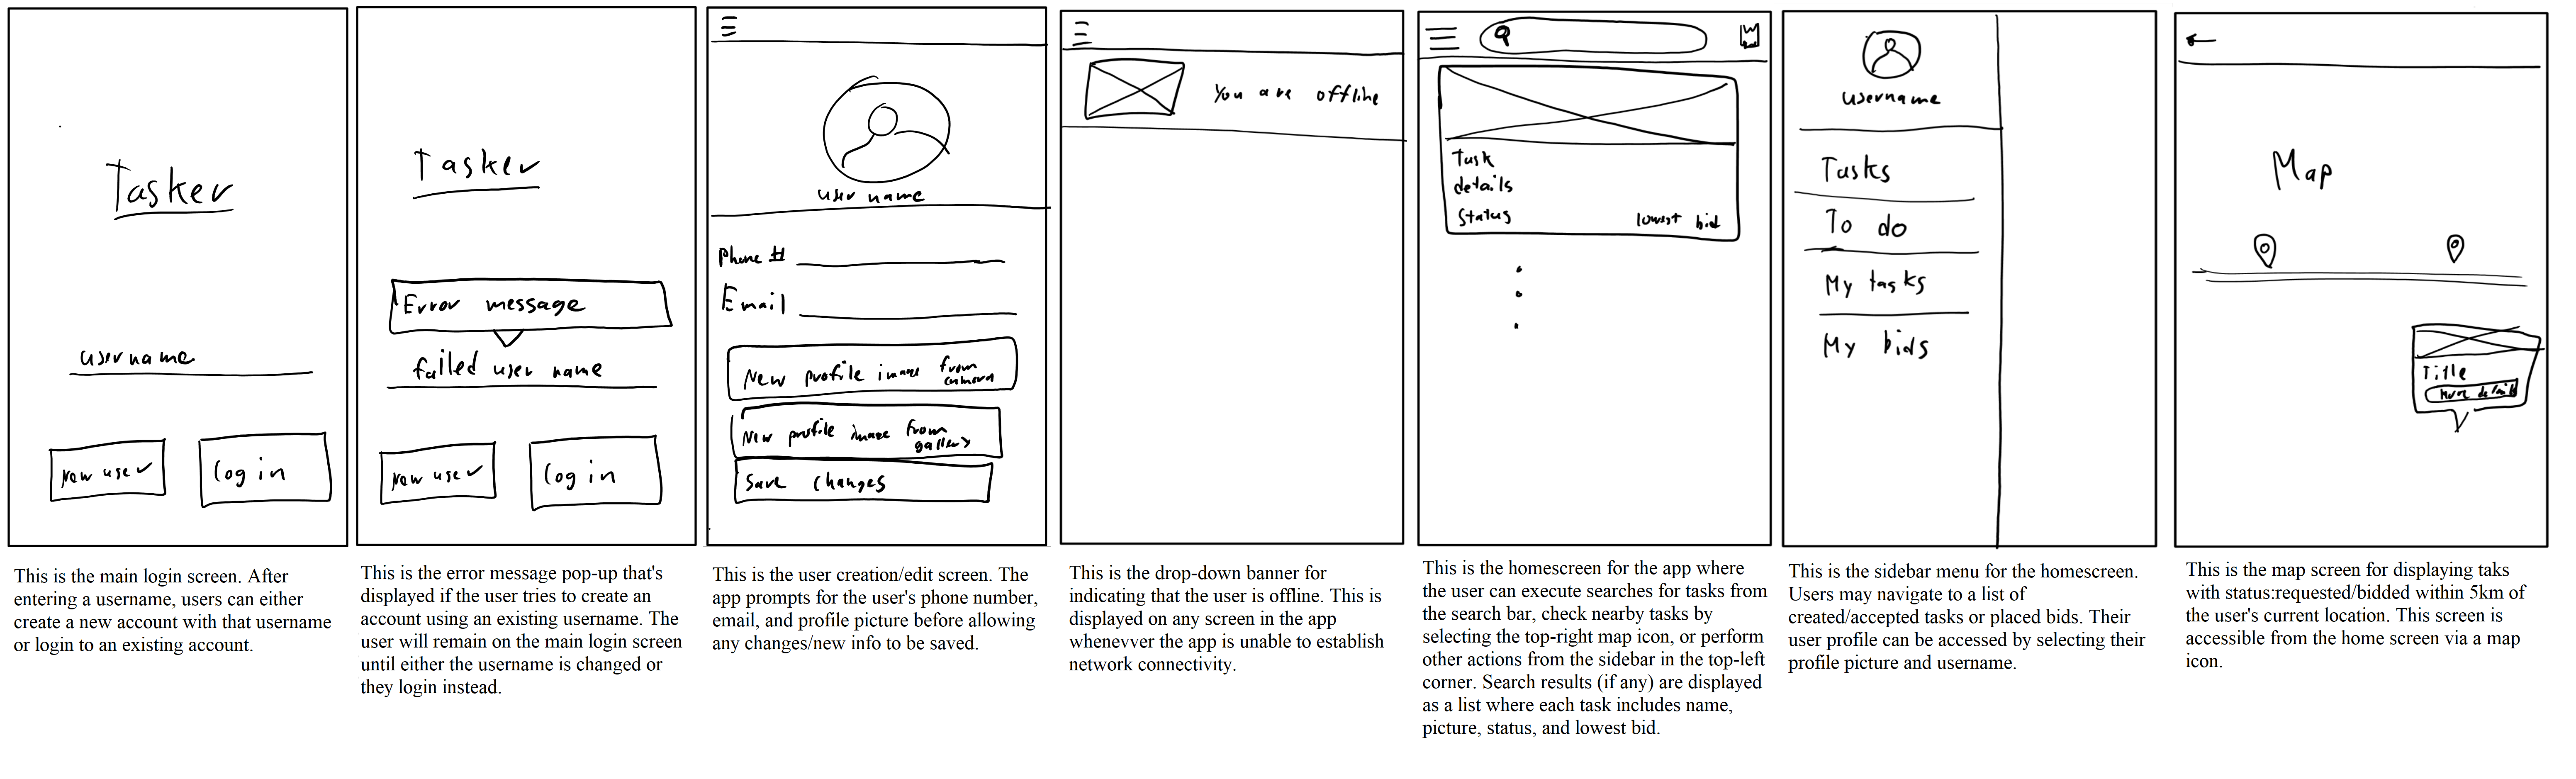 Tasker
username
New user
Log in
This is the main login screen. After
entering a username, users can either
create a new account with that username
or login to an existing account.
Tasker
Error message
failed user name
New user
Log in
This is the error message pop-up that's
displayed if the user tries to create an
account using an existing username. The
user will remain on the main login screen
until either the username is changed or
they login instead.
user name
Phone #
Email
New profile image from
camera
New profile image from
gallery
Save changes
This is the user creation/edit screen. The
app prompts for the user's phone number,
email, and profile picture before allowing
any changes/new info to be saved.
You are offline
This is the drop-down banner for
indicating that the user is offline. This is
displayed on any screen in the app
whenevver the app is unable to establish
network connectivity.
Task
details
Status
lowest bid
This is the homescreen for the app where
the user can execute searches for tasks from
the search bar, check nearby tasks by
selecting the top-right map icon, or perform
other actions from the sidebar in the top-left
corner. Search results (if any) are displayed
as a list where each task includes name,
picture, status, and lowest bid.
username
Tasks
To do
My tasks
My bids
This is the sidebar menu for the homescreen.
Users may navigate to a list of
created/accepted tasks or placed bids. Their
user profile can be accessed by selecting their
profile picture and username.
Map
Title
More details
This is the map screen for displaying taks
with status:requested/bidded within 5km of
the user's current location. This screen is
accessible from the home screen via a map
icon.